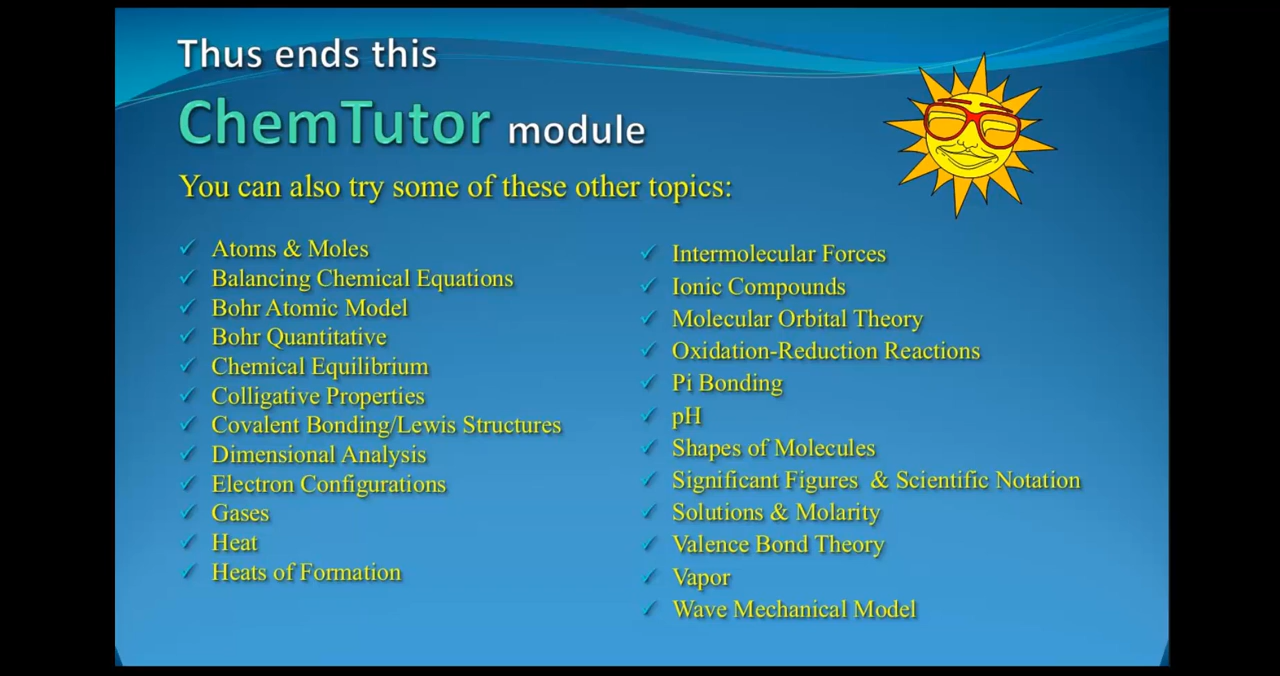 Thus ends this
ChemTutor module
You can also try some of these other topics:
Atoms & Moles
Balancing Chemical Equations
Bohr Atomic Model
Bohr Quantitative
Chemical Equilibrium
Colligative Properties
Covalent Bonding/Lewis Structures
Dimensional Analysis
Electron Configurations
Gases
Heat
Heats of Formation
Intermolecular Forces
Ionic Compounds
Molecular Orbital Theory
Oxidation-Reduction Reactions
Pi Bonding
pH
Shapes of Molecules
Significant Figures & Scientific Notation
Solutions & Molarity
Valence Bond Theory
Vapor
Wave Mechanical Model